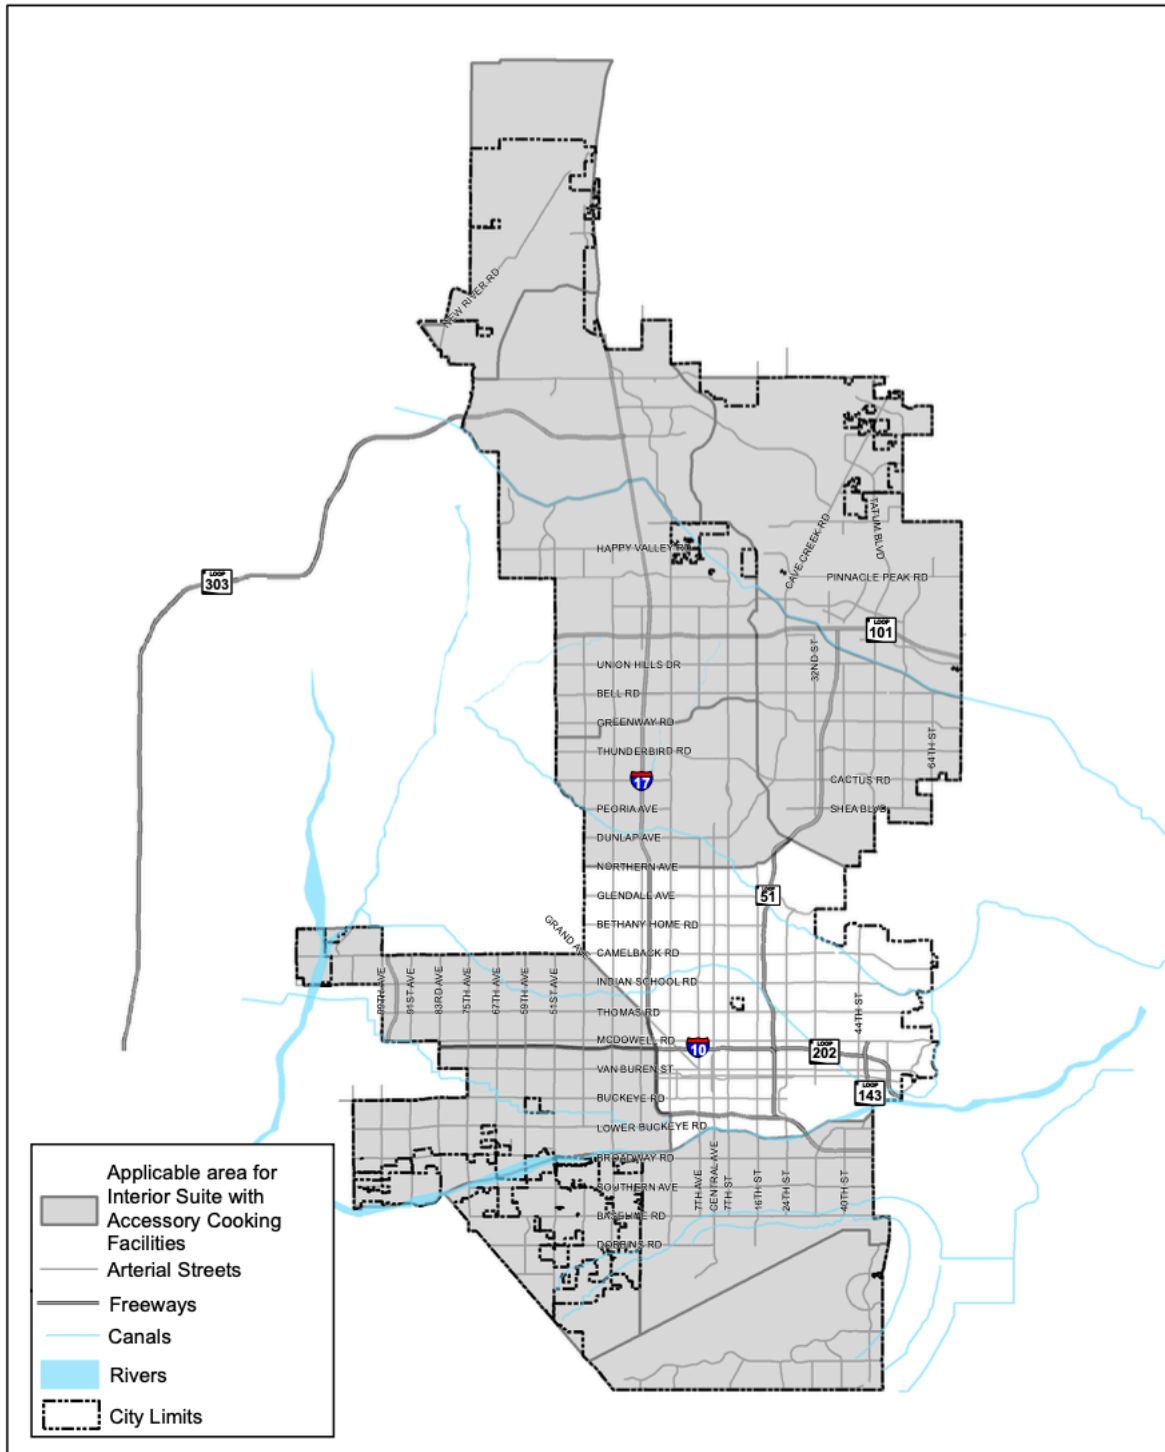 NEW RIVER RD
HAPPY VALLEY RD
CAVE CREEK RD
TATUM BLVD
PINNACLE PEAK RD
LOOP
303
LOOP
101
UNION HILLS DR
32ND ST
BELL RD
GREENWAY RD
THUNDERBIRD RD
64TH ST
17
CACTUS RD
PEORIA AVE
SHEA BLVD
DUNLAP AVE
NORTHERN AVE
GLENDALE AVE
LOOP
51
BETHANY HOME RD
GRAND AVE
CAMELBACK RD
INDIAN SCHOOL RD
99TH AVE
91ST AVE
83RD AVE
75TH AVE
67TH AVE
59TH AVE
51ST AVE
THOMAS RD
44TH ST
MCDOWELL RD
10
LOOP
202
VAN BUREN ST
LOOP
143
BUCKEYE RD
LOWER BUCKEYE RD
BROADWAY RD
SOUTHERN AVE
7TH AVE
CENTRAL AVE
7TH ST
16TH ST
24TH ST
40TH ST
BASELINE RD
DOBBINS RD
Applicable area for
Interior Suite with
Accessory Cooking
Facilities
Arterial Streets
Freeways
Canals
Rivers
City Limits